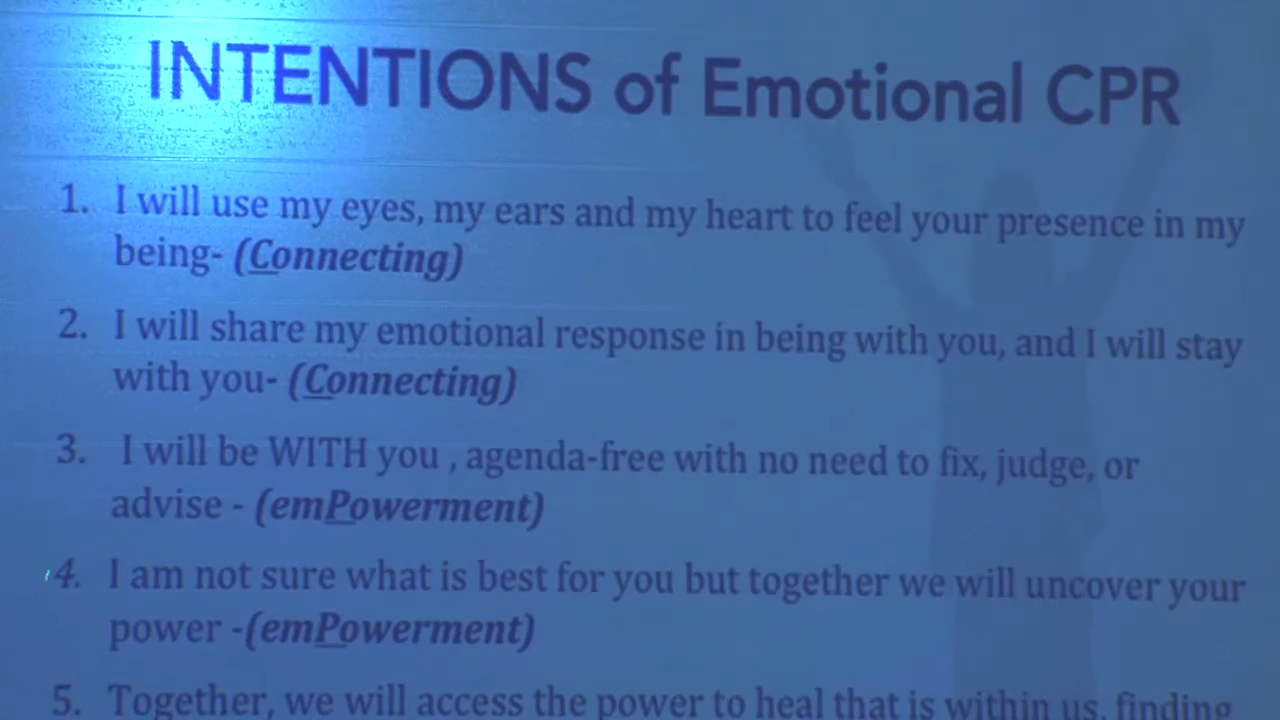 INTENTIONS of Emotional CPR
1. I will use my eyes, my ears and my heart to feel your presence in my
being- (Connecting)
2. I will share my emotional response in being with you, and I will stay
with you- (Connecting)
3. I will be WITH you , agenda-free with no need to fix, judge, or
advise - (emPowerment)
4. I am not sure what is best for you but together we will uncover your
power -(emPowerment)
5. Together, we will access the power to heal that is within us, finding